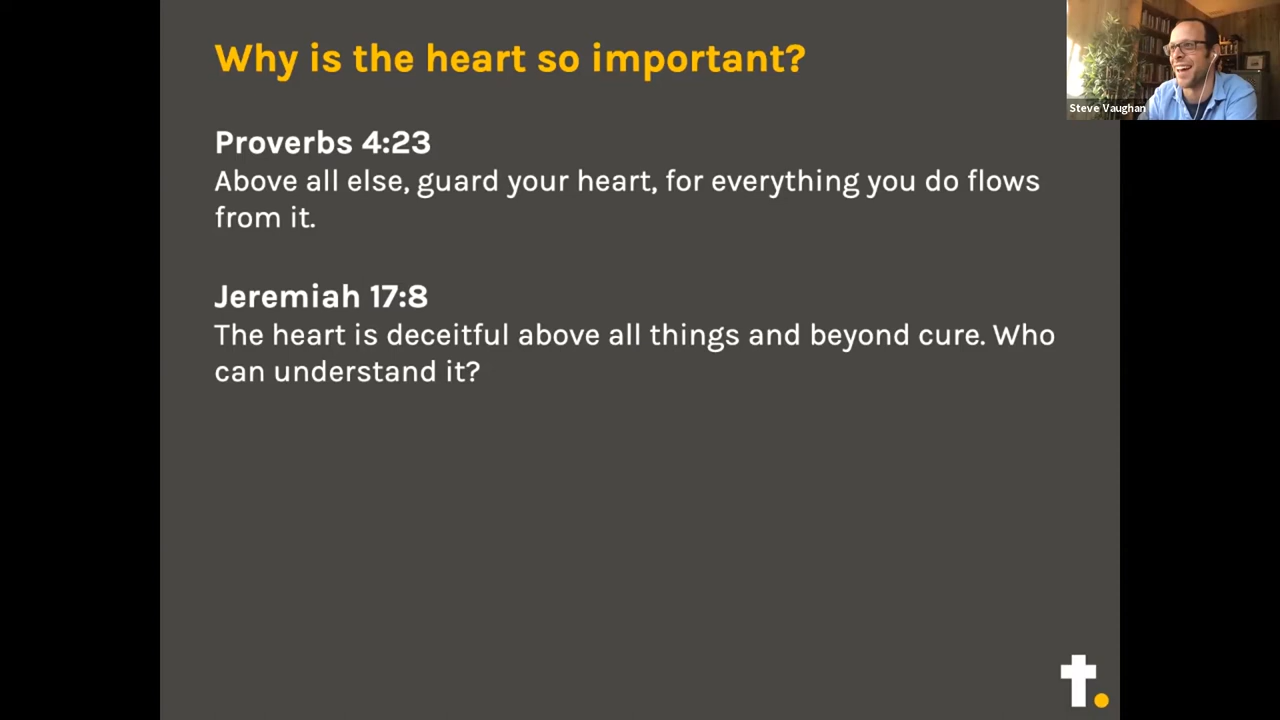 Why is the heart so important?
Steve Vaughan
Proverbs 4:23
Above all else, guard your heart, for everything you do flows
from it.
Jeremiah 17:8
The heart is deceitful above all things and beyond cure. Who
can understand it?
t.